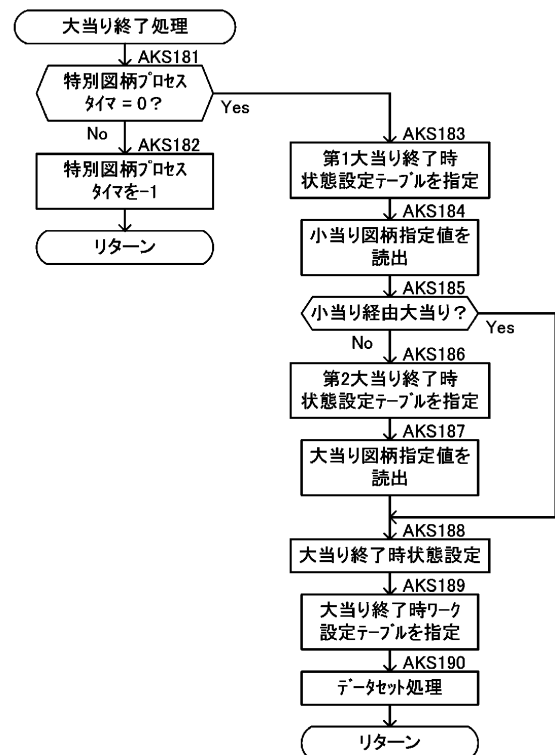 大当り終了処理
AKS181
特別図柄プロセス
タイマ=0?
Yes
No
AKS182
特別図柄プロセス
タイマを-1
リターン
AKS183
第1大当り終了時
状態設定テーブルを指定
AKS184
小当り図柄指定値を
読出
AKS185
小当り経由大当り?
Yes
No
AKS186
第2大当り終了時
状態設定テーブルを指定
AKS187
大当り図柄指定値を
読出
AKS188
大当り終了時状態設定
AKS189
大当り終了時ワーク
設定テーブルを指定
AKS190
データセット処理
リターン